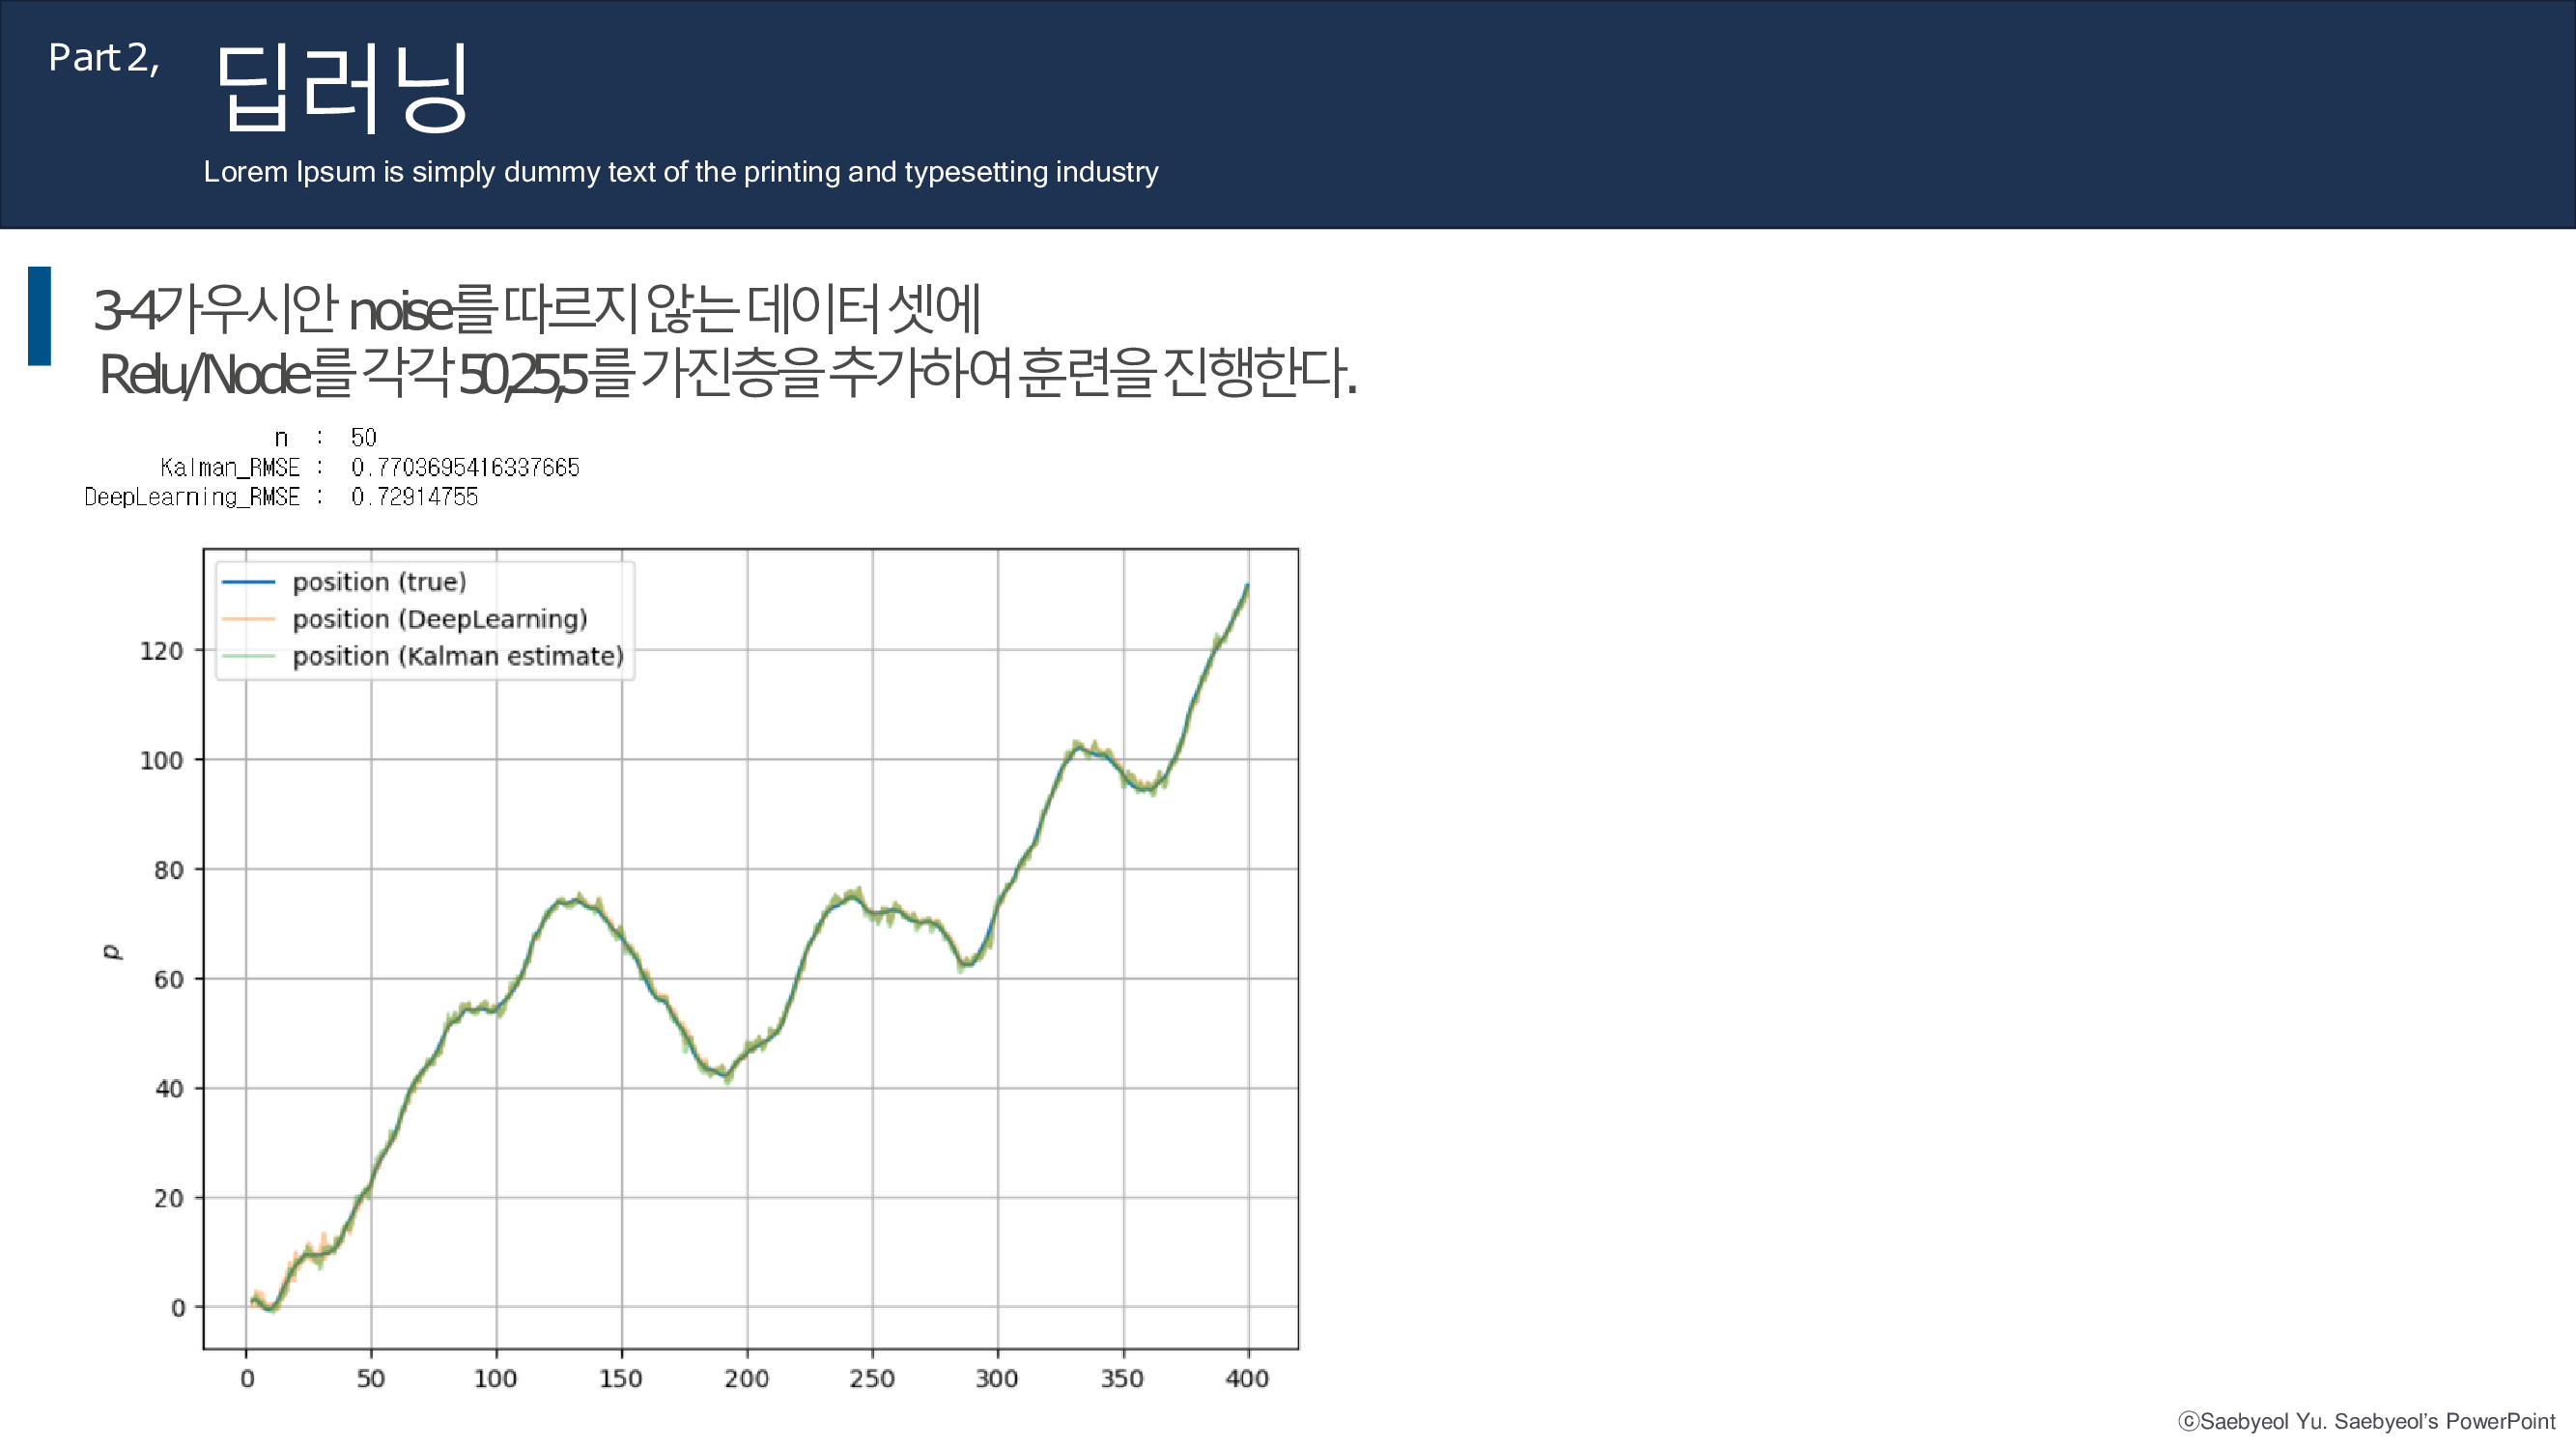 Part 2,
딥러닝
Lorem Ipsum is simply dummy text of the printing and typesetting industry
3-4가우시안 noise를 따르지 않는 데이터 셋에
Relu/Node를 각각 50,25,5 를 가진층을 추가하여 훈련을 진행한다.
n : 50
Kalman_RMSE : 0.7703695416337665
DeepLearning_RMSE : 0.72914755
position (true)
position (DeepLearning)
position (Kalman estimate)
120
100
80
60
40
20
0
p
0 50 100 150 200 250 300 350 400
ⓒSaebyeol Yu. Saebyeol’s PowerPoint